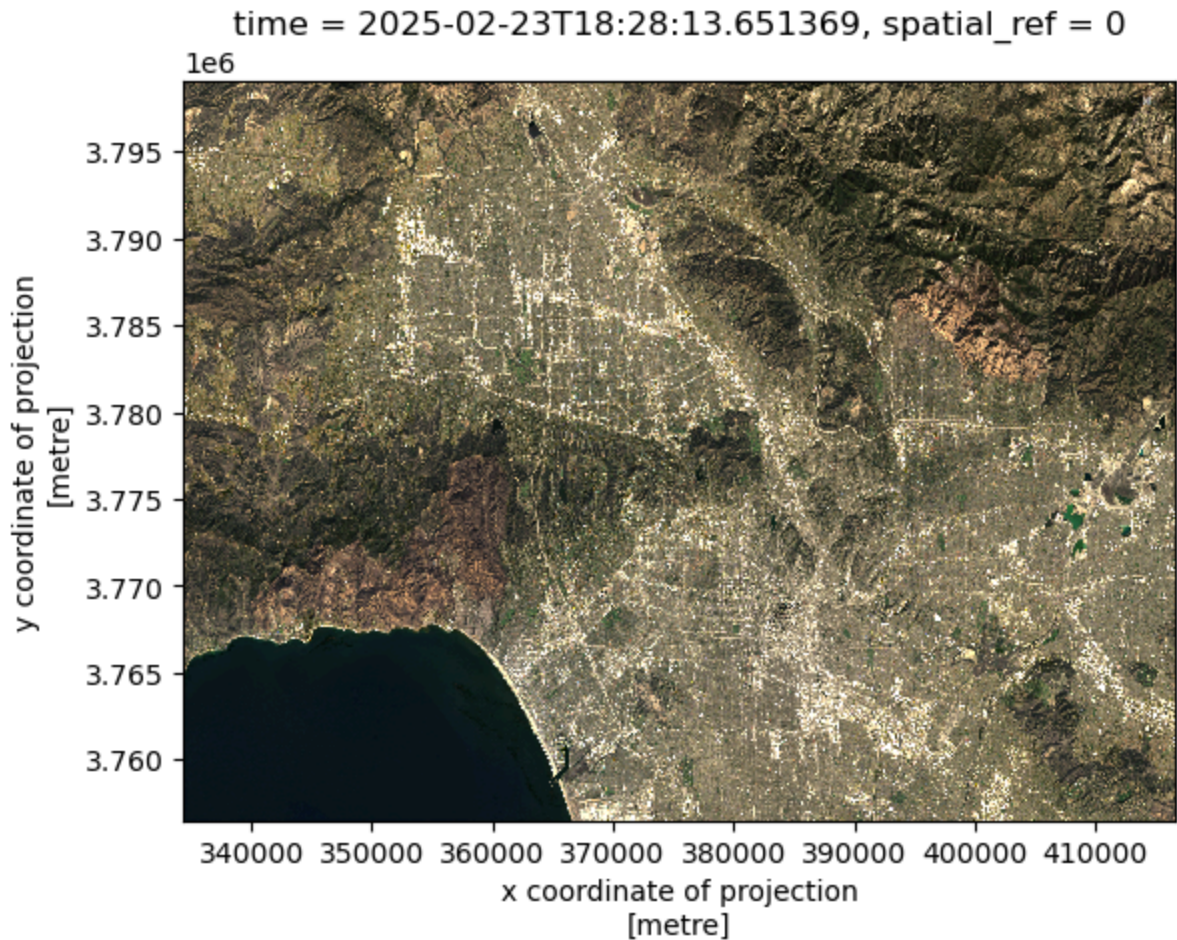 time = 2025-02-23T18:28:13.651369, spatial_ref = 0
1e6
3.795
3.790
3.785
3.780
3.775
3.770
3.765
3.760
y coordinate of projection
[metre]
340000 350000 360000 370000 380000 390000 400000 410000
x coordinate of projection
[metre]